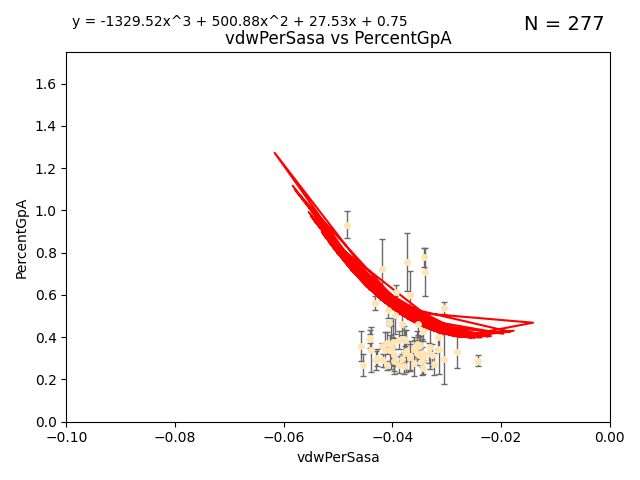 y = -1329.52x^3 + 500.88x^2 + 27.53x + 0.75
N = 277
vdwPerSasa vs PercentGpA
PercentGpA
1.6
1.4
1.2
1.0
0.8
0.6
0.4
0.2
0.0
−0.10 −0.08 −0.06 −0.04 −0.02 0.00
vdwPerSasa